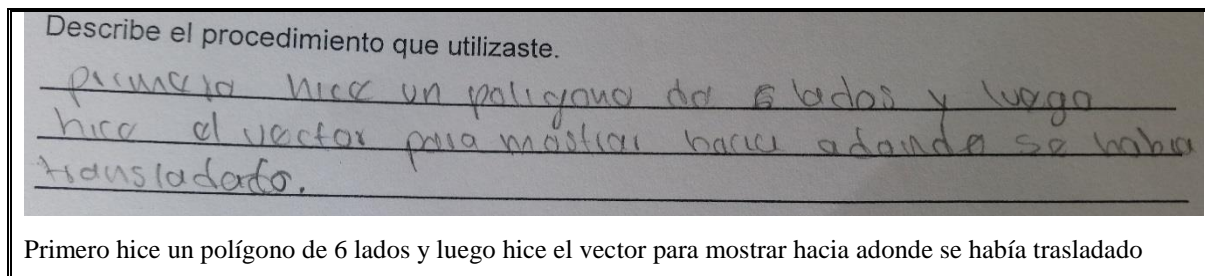 Describe el procedimiento que utilizaste.
primero hice un poligono de 6 lados y luego
hice el vector para mostrar hacia adonde se habia
transladado.
Primero hice un polígono de 6 lados y luego hice el vector para mostrar hacia adonde se había trasladado